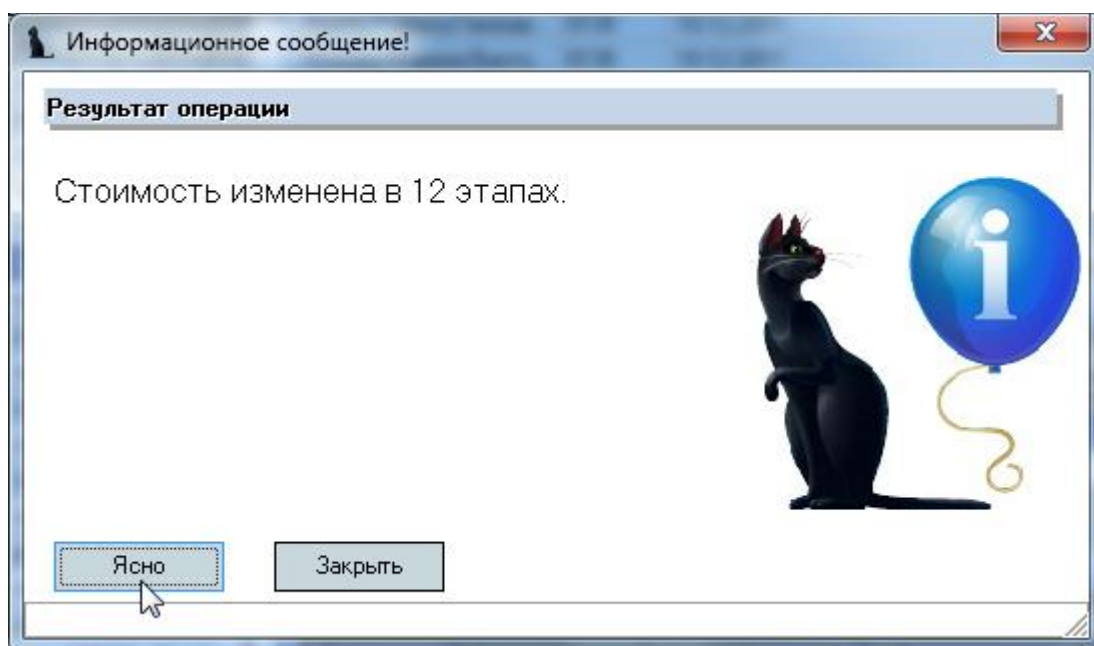 Информационное сообщение!
Результат операции
Стоимость изменена в 12 этапах.
i
Ясно
Закрыть